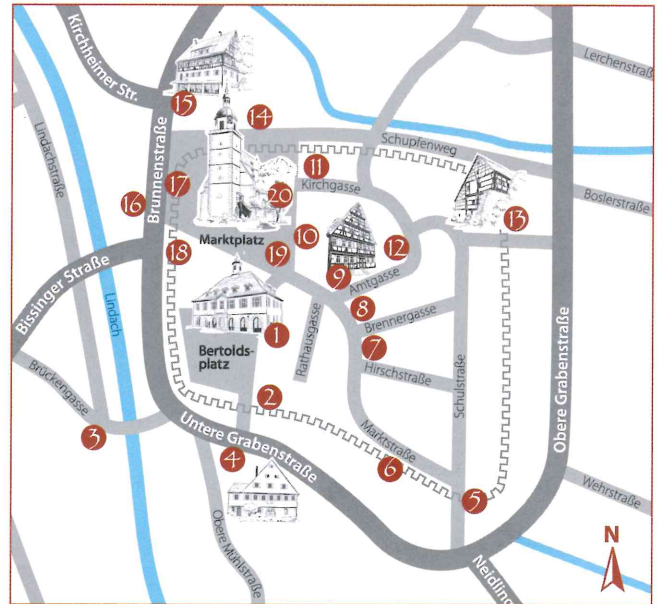 Kirchheimer Str.
Lindachstraße
Lerchenstraße
15
14
Schupfenweg
11
Kirchgasse
Boslerstraße
17
16
Brunnenstraße
20
13
Marktplatz
10
12
18
19
9
Amtgasse
Bissinger Straße
Lindach
8
Brennergasse
1
Rathausgasse
7
Bertolds-
platz
Hirschstraße
Schulstraße
Obere Grabenstraße
Brückengasse
2
3
Untere Grabenstraße
Marktstraße
4
6
5
Wehrstraße
Obere Mühlstraße
N
Neidling